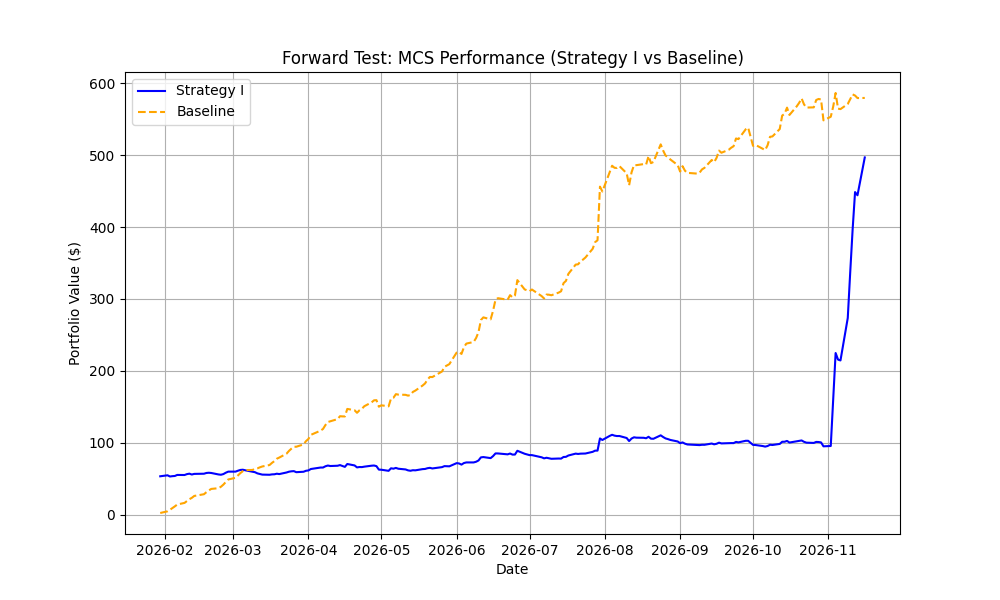 Forward Test: MCS Performance (Strategy I vs Baseline)
Strategy I
Baseline
Portfolio Value ($)
600
500
400
300
200
100
0
2026-02 2026-03 2026-04 2026-05 2026-06 2026-07 2026-08 2026-09 2026-10 2026-11
Date